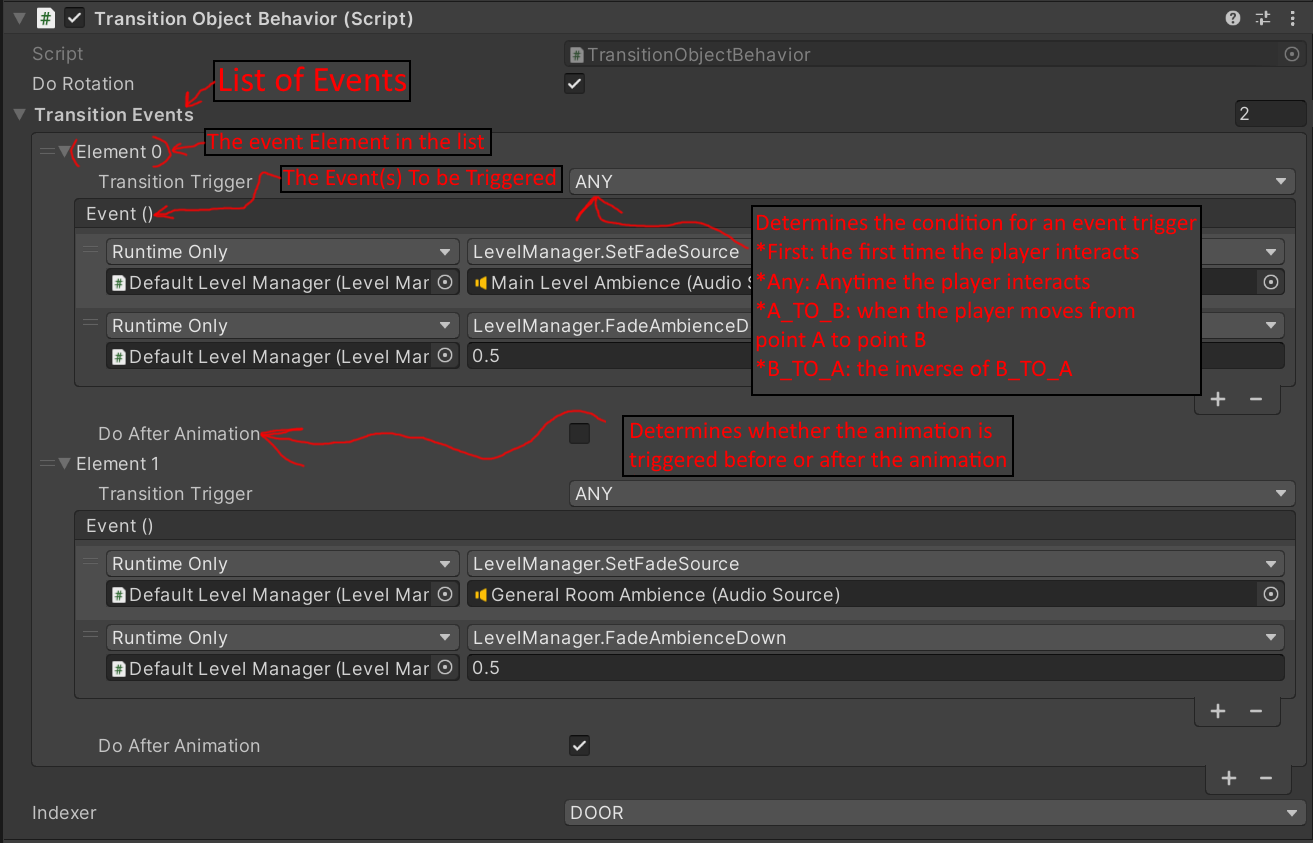 Transition Object Behavior (Script)
Script
TransitionObjectBehavior
Do Rotation
List of Events
Transition Events
2
Element 0
The event Element in the list
Transition Trigger
The Event(s) To be Triggered
ANY
Event ()
Determines the condition for an event trigger
*First: the first time the player interacts
*Any: Anytime the player interacts
*A_TO_B: when the player moves from
point A to point B
*B_TO_A: the inverse of B_TO_A
Runtime Only
LevelManager.SetFadeSource
Default Level Manager (Level Mar
Main Level Ambience (Audio S
Runtime Only
LevelManager.FadeAmbienceD
Default Level Manager (Level Mar
0.5
Do After Animation
Determines whether the animation is
triggered before or after the animation
Element 1
Transition Trigger
ANY
Event ()
Runtime Only
LevelManager.SetFadeSource
Default Level Manager (Level Mar
General Room Ambience (Audio Source)
Runtime Only
LevelManager.FadeAmbienceDown
Default Level Manager (Level Mar
0.5
Do After Animation
Indexer
DOOR